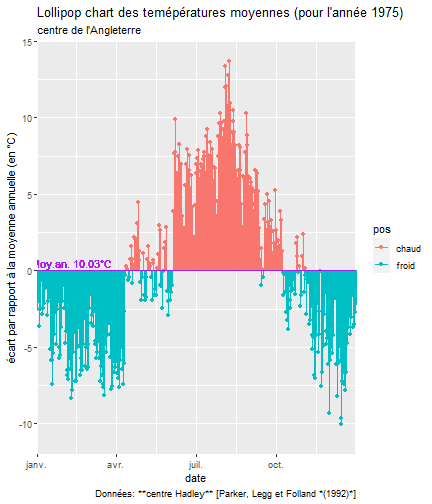 Lollipop chart des temépératures moyennes (pour l'année 1975)
centre de l'Angleterre
écart par rapport à la moyenne annuelle (en °C)
15
10
5
0
-5
-10
Moy.an. 10.03°C
janv.
avr.
juil.
oct.
date
pos
chaud
froid
Données: **centre Hadley** [Parker, Legg et Folland *(1992)*]